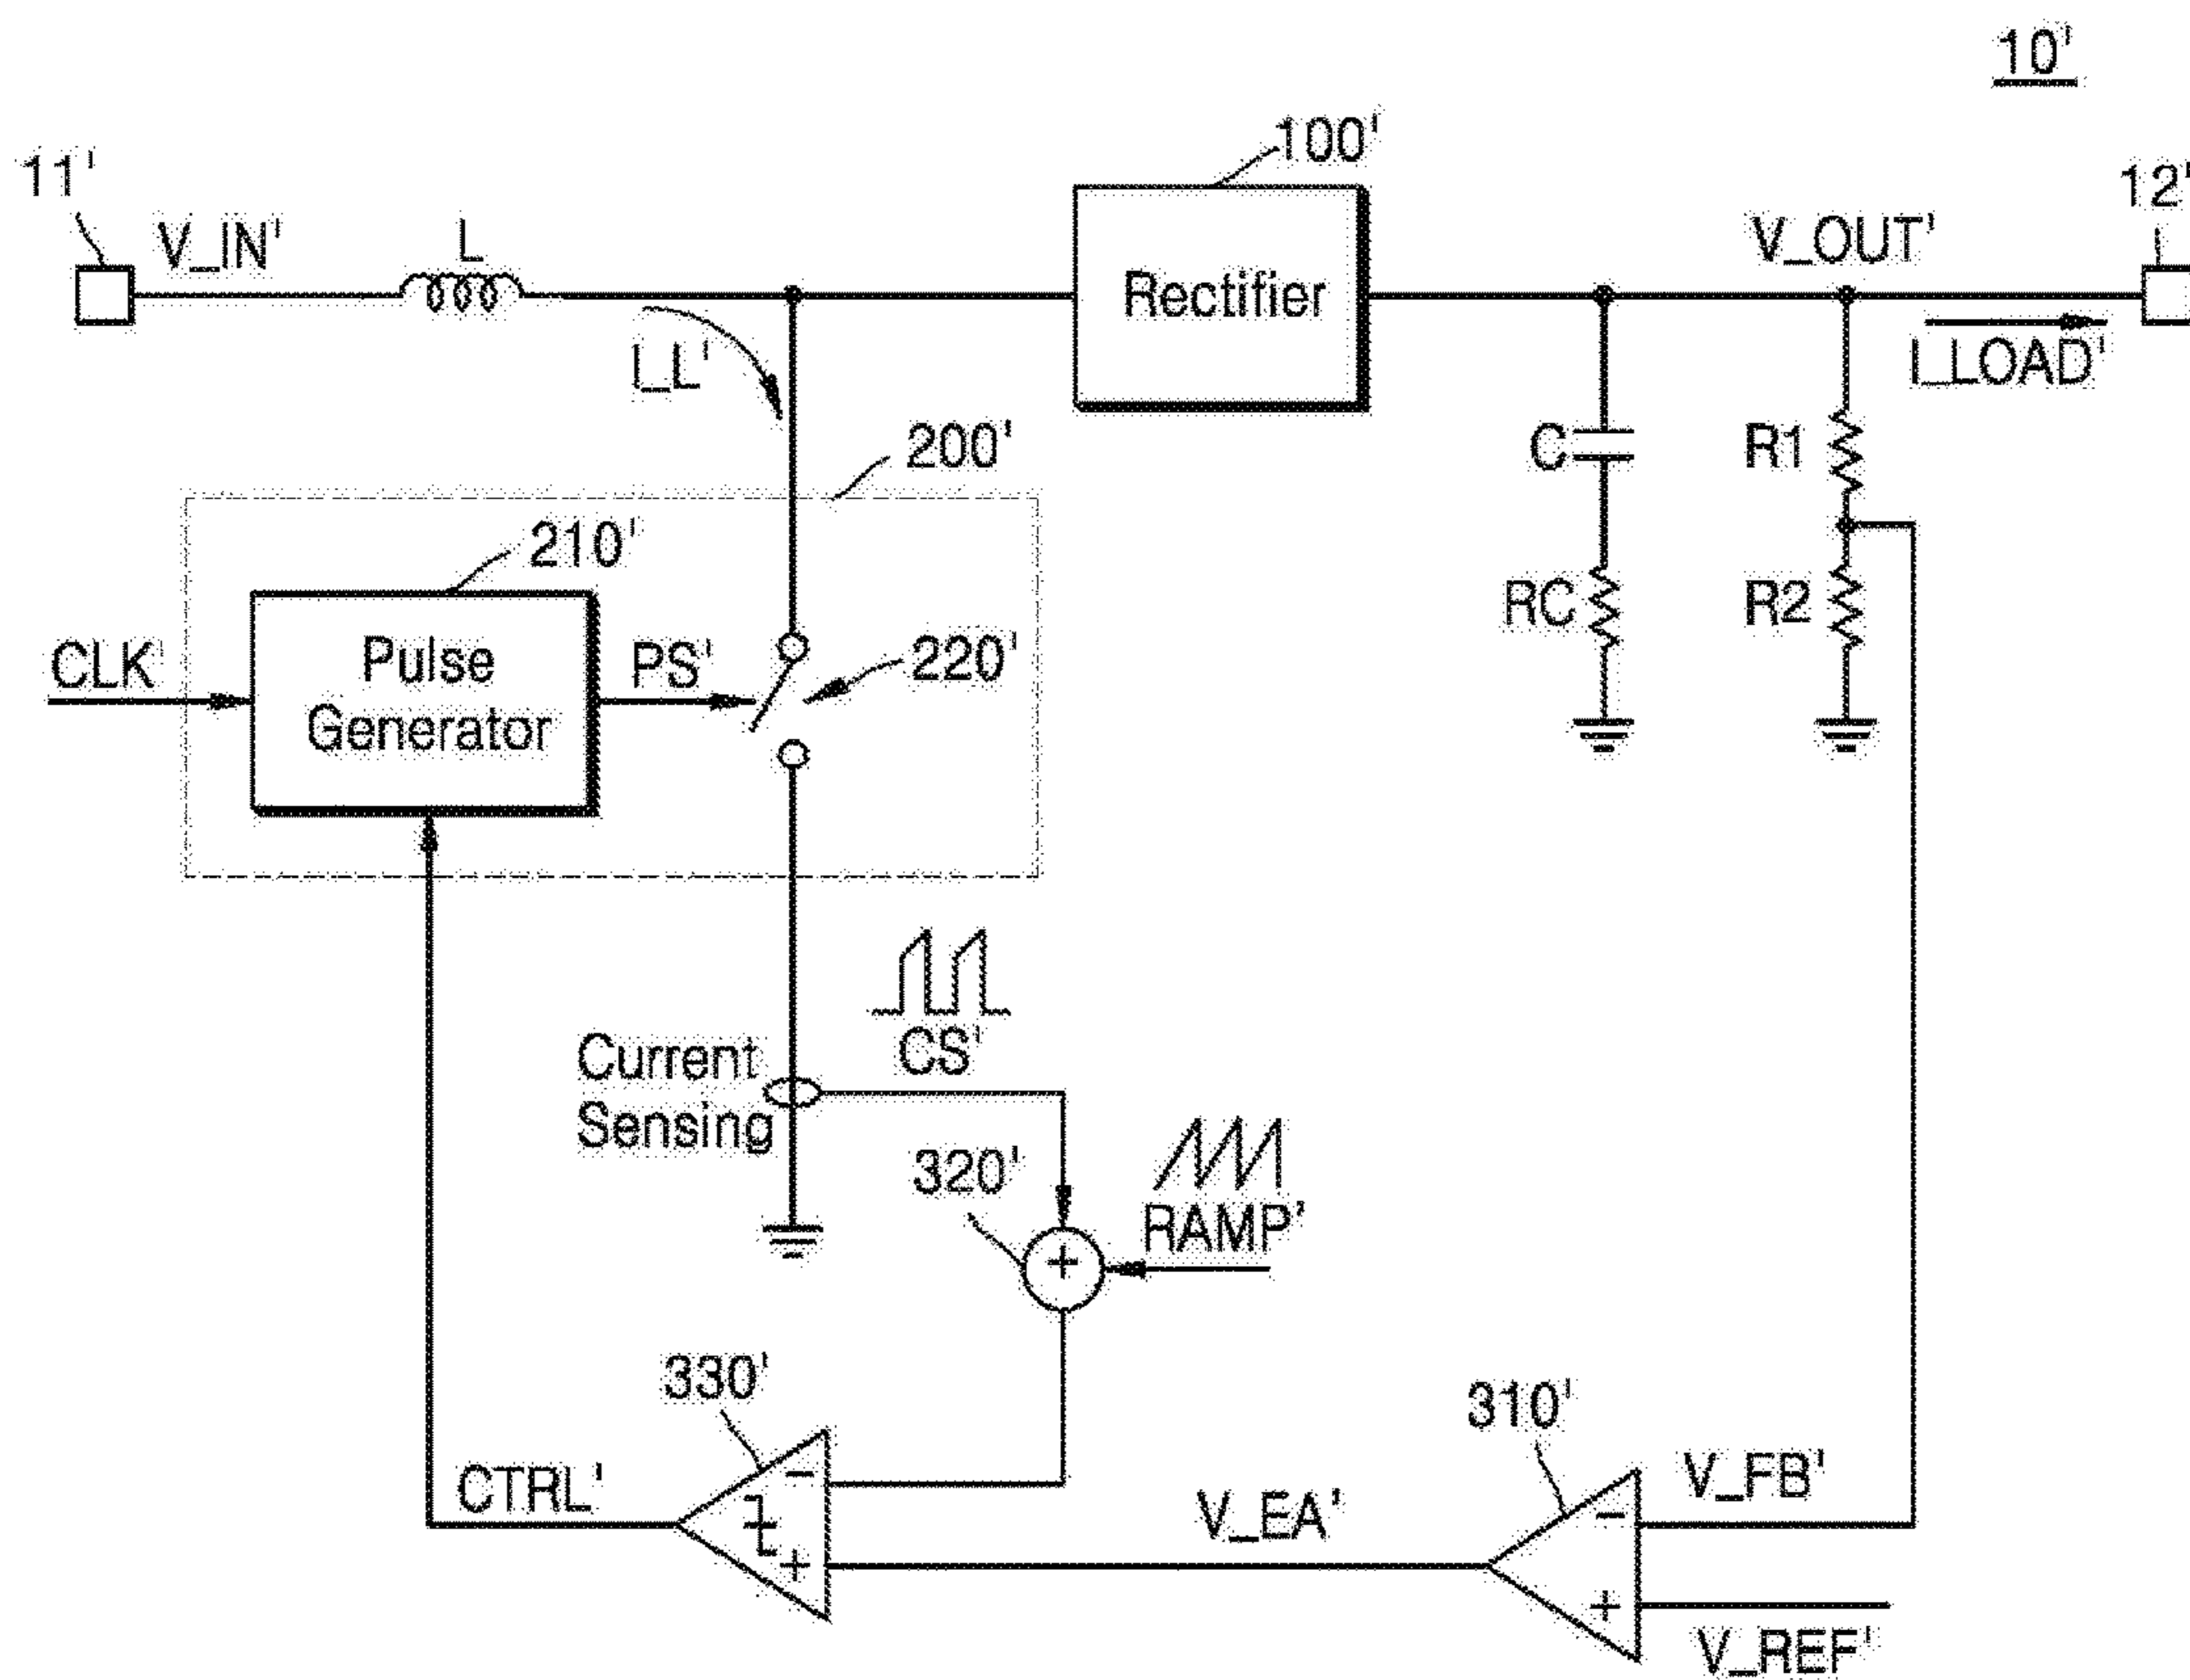 10'
100'
11'
12'
V_IN'
L
V_OUT'
Rectifier
I_L'
I_LOAD'
200'
C
R1
210'
RC
R2
CLK'
Pulse
Generator
PS'
220'
CS'
Current
Sensing
320'
RAMP'
+
330'
310'
CTRL'
-
+
V_EA'
V_FB'
-
+
V_REF'